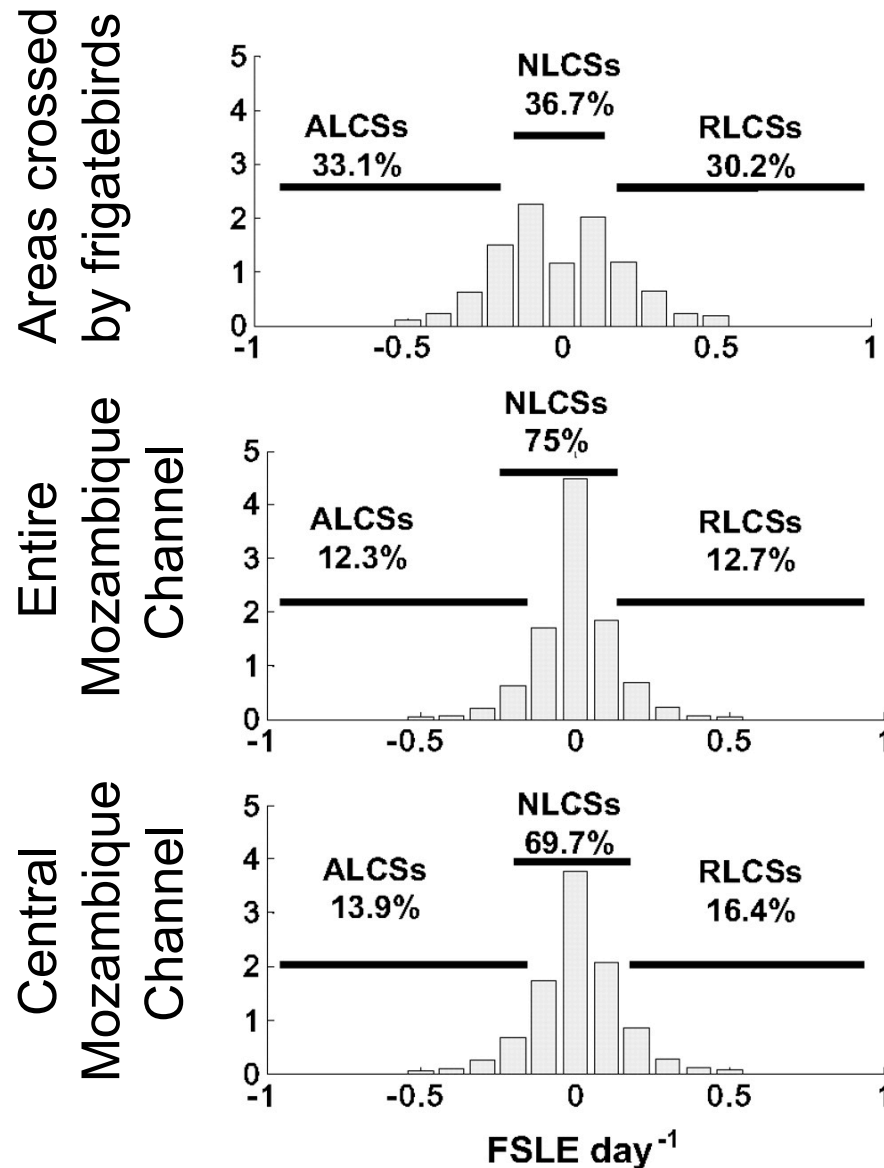 Areas crossed
by frigatebirds
5
4
3
2
1
0
ALCSs
33.1%
NLCSs
36.7%
RLCSs
30.2%
-1
-0.5
0
0.5
1
Entire
Mozambique
Channel
5
4
3
2
1
0
ALCSs
12.3%
NLCSs
75%
RLCSs
12.7%
-1
-0.5
0
0.5
1
Central
Mozambique
Channel
5
4
3
2
1
0
ALCSs
13.9%
NLCSs
69.7%
RLCSs
16.4%
-1
-0.5
0
0.5
1
FSLE day⁻¹